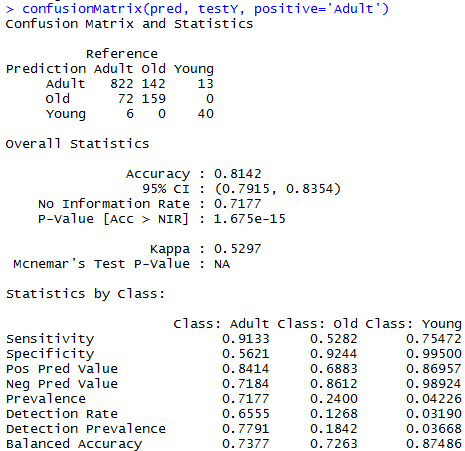 > confusionMatrix(pred, testY, positive='Adult')
Confusion Matrix and Statistics
Reference
Prediction Adult Old Young
Adult 822 142 13
Old 72 159 0
Young 6 0 40
Overall Statistics
Accuracy : 0.8142
95% CI : (0.7915, 0.8354)
No Information Rate : 0.7177
P-Value [Acc > NIR] : 1.675e-15
Kappa : 0.5297
Mcnemar's Test P-Value : NA
Statistics by Class:
Class: Adult Class: Old Class: Young
Sensitivity 0.9133 0.5282 0.75472
Specificity 0.5621 0.9244 0.99500
Pos Pred Value 0.8414 0.6883 0.86957
Neg Pred Value 0.7184 0.8612 0.98924
Prevalence 0.7177 0.2400 0.04226
Detection Rate 0.6555 0.1268 0.03190
Detection Prevalence 0.7791 0.1842 0.03668
Balanced Accuracy 0.7377 0.7263 0.87486